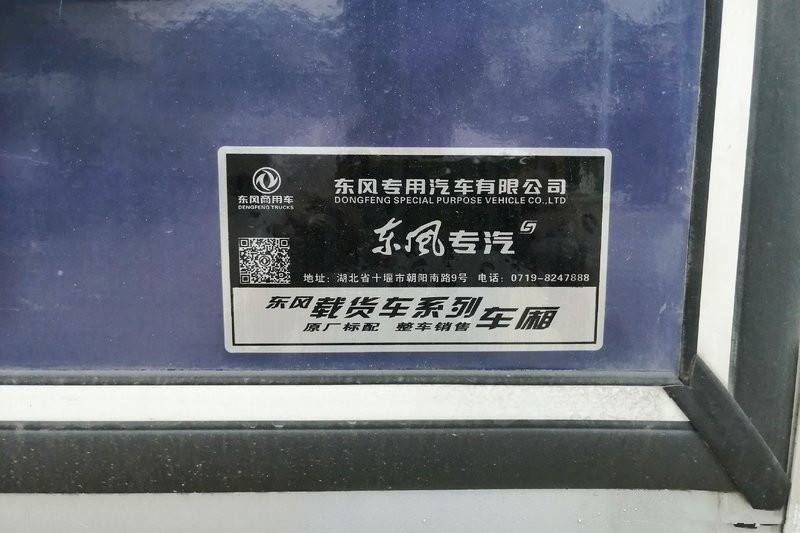 东风商用车
DENGFENG TRUCKS
东风专用汽车有限公司
DONGFENG SPECIAL PURPOSE VEHICLE CO.,LTD
东风专汽
地址：湖北省十堰市朝阳南路9号 电话：0719-8247888
东风载货车系列车厢
原厂标配 整车销售